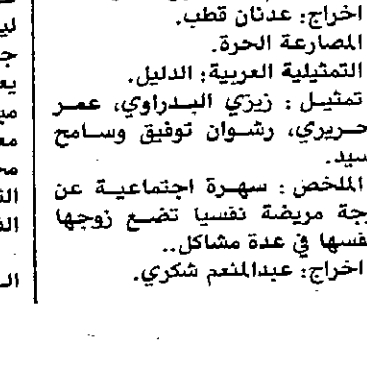 اخراج: عدنان قطب.
المصارعة الحرة.
التمثيلية العربية: الدليل.
تمثيل : زيزي البدراوي، عمر
حريري، رشوان توفيق وسامح
سيد.
الملخص : سهرة اجتماعية عن
جة مريضة نفسيا تضع زوجها
فسها في عدة مشاكل..
اخراج: عبدالمنعم شكري.